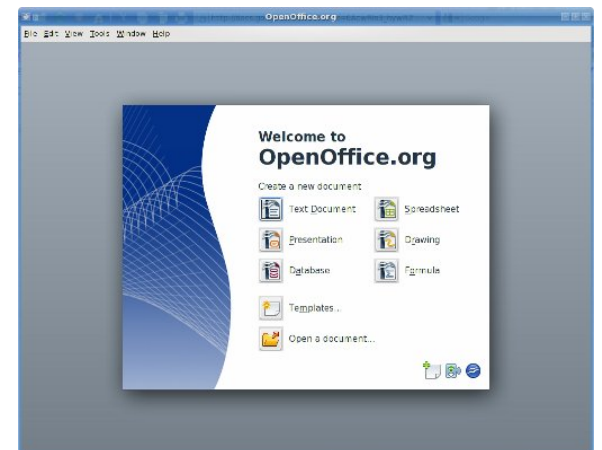 OpenOffice.org
File Edit View Tools Window Help
Welcome to
OpenOffice.org
Create a new document
Text Document Spreadsheet
Presentation Drawing
Database Formula
Templates...
Open a document...